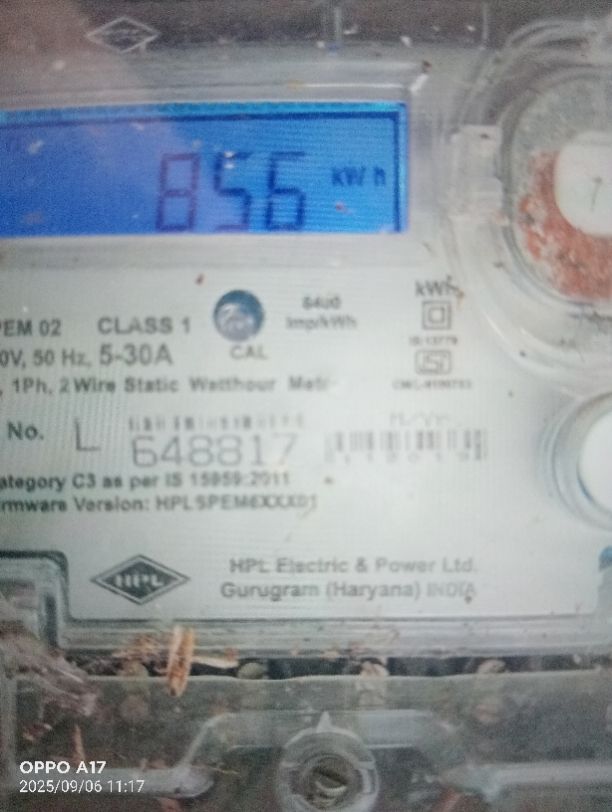 856 kWh
PEM 02 CLASS 1
6400
imp/kWh
kWh
0V, 50 Hz, 5-30A
CAL
IS 13779
, 1Ph, 2 Wire Static Watthour
No. L 648817
ategory C3 as per IS 15959:2011
rmware Version:
HPL
HPL Electric & Power Ltd.
Gurugram (Haryana) INDIA
OPPO A17
2025/09/06 11:17